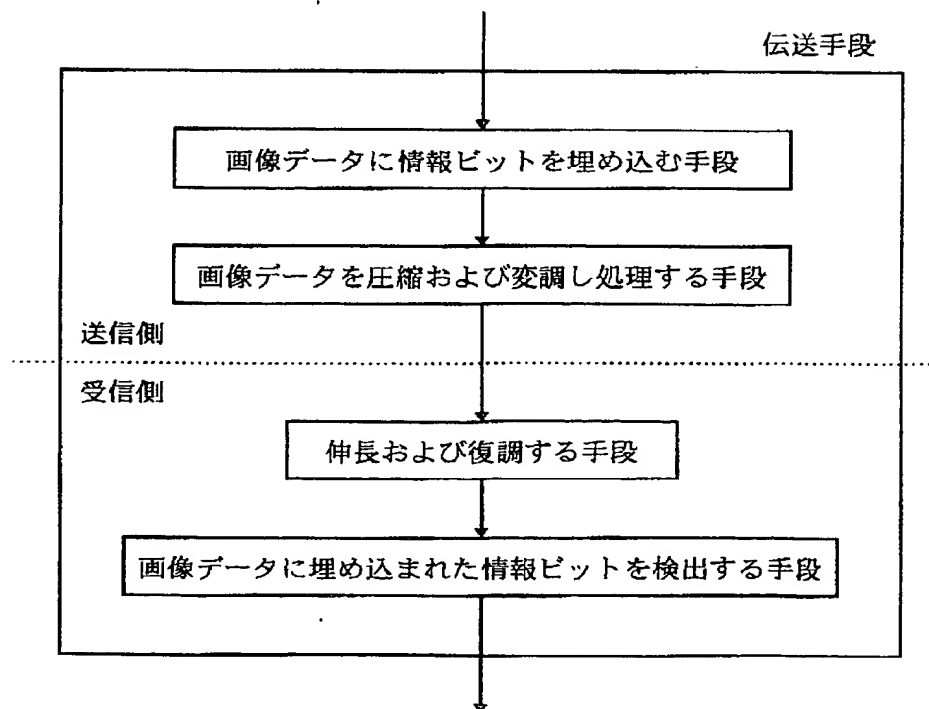 伝送手段
画像データに情報ビットを埋め込む手段
画像データを圧縮および変調し処理する手段
送信側
受信側
伸長および復調する手段
画像データに埋め込まれた情報ビットを検出する手段